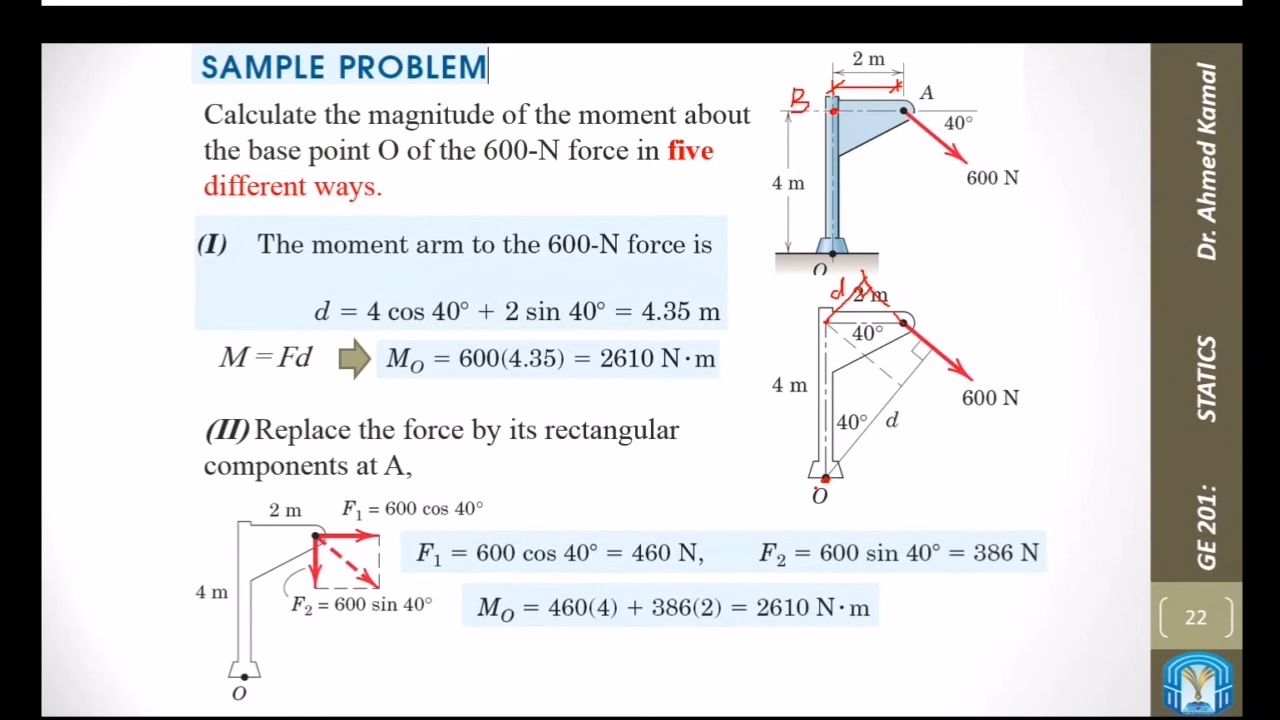 SAMPLE PROBLEM
Calculate the magnitude of the moment about
the base point O of the 600-N force in five
different ways.
(I) The moment arm to the 600-N force is
d = 4 cos 40° + 2 sin 40° = 4.35 m
M = Fd
M_O = 600(4.35) = 2610 N·m
(II) Replace the force by its rectangular
components at A,
2 m
F₁ = 600 cos 40°
4 m
F₂ = 600 sin 40°
O
F₁ = 600 cos 40° = 460 N, F₂ = 600 sin 40° = 386 N
M_O = 460(4) + 386(2) = 2610 N·m
2 m
B
A
40°
600 N
4 m
O
d
2 m
40°
600 N
4 m
40°
d
O
Dr. Ahmed Kamal
STATICS
GE 201:
22